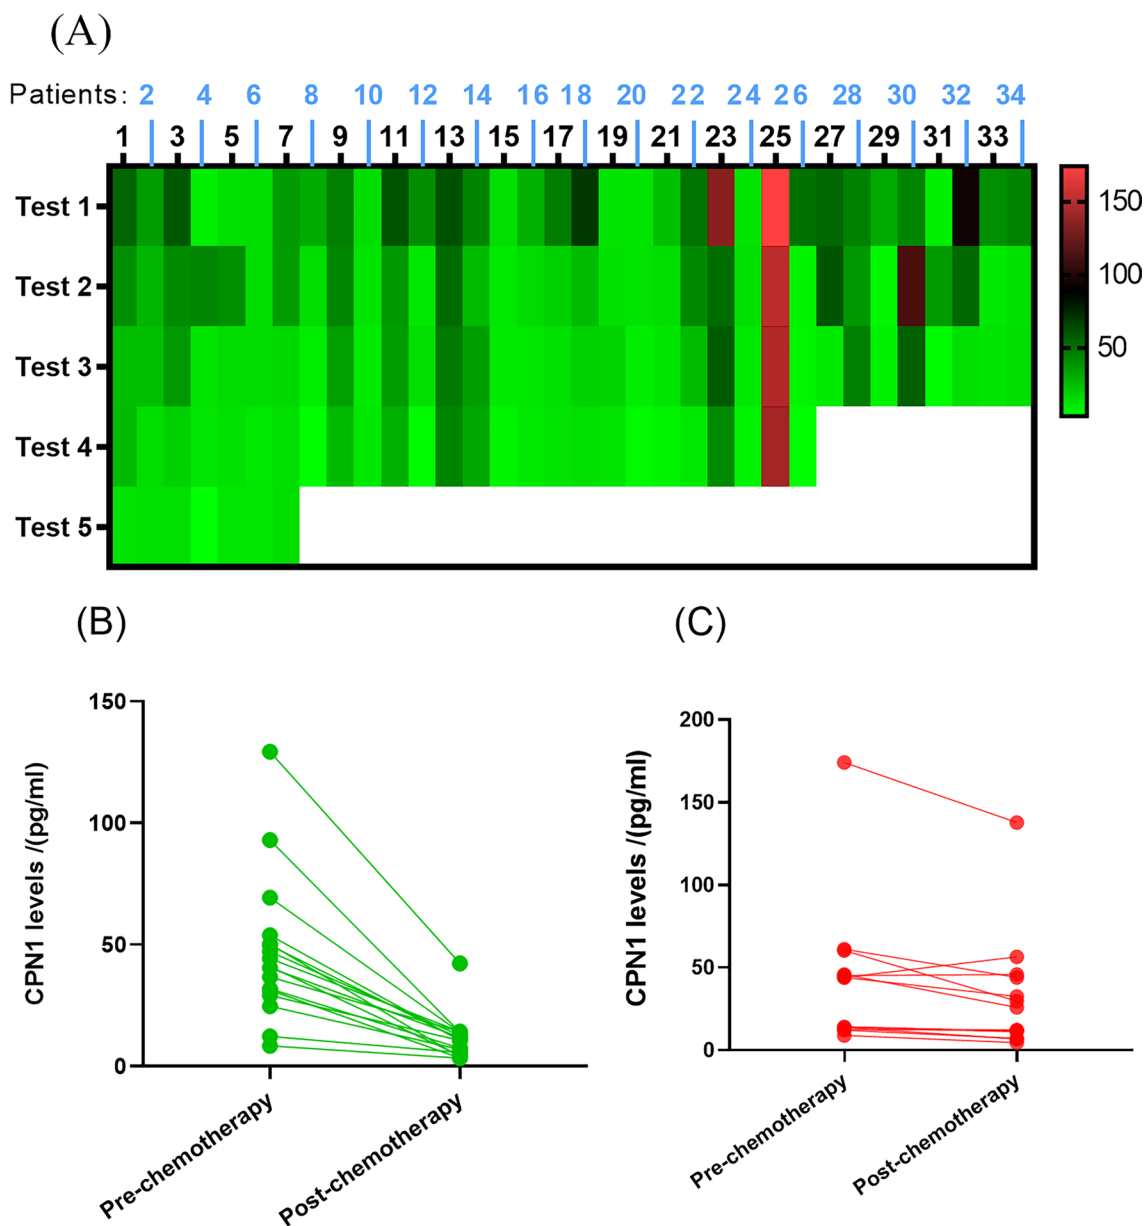 (A)
Patients: 2 4 6 8 10 12 14 16 18 20 22 24 26 28 30 32 34
1 3 5 7 9 11 13 15 17 19 21 23 25 27 29 31 33
Test 1
Test 2
Test 3
Test 4
Test 5
150
100
50
(B)
CPN1 levels /(pg/ml)
150
100
50
0
Pre-chemotherapy
Post-chemotherapy
(C)
CPN1 levels /(pg/ml)
200
150
100
50
0
Pre-chemotherapy
Post-chemotherapy